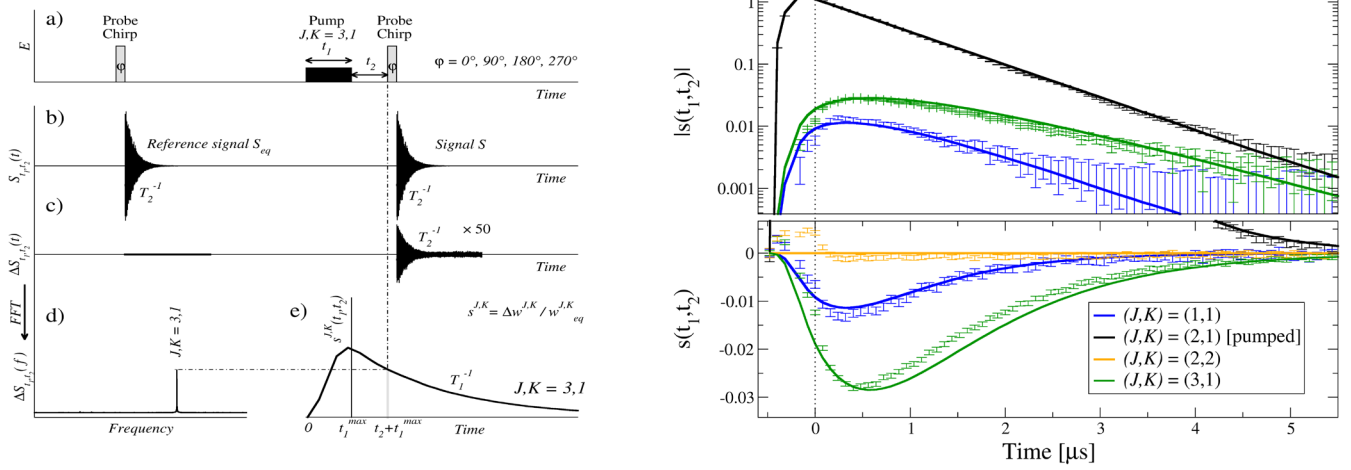 a)
Probe
Chirp
Pump
J,K = 3,1
t1
Probe
Chirp
E
φ
t2
φ
φ = 0°, 90°, 180°, 270°
Time
b)
Reference signal Seq
Signal S
St1,t2(t)
T2-1
T2-1
Time
c)
ΔSt1,t2(t)
T2-1
× 50
Time
FFT
d)
J,K = 3,1
ΔSt1,t2(f)
Frequency
e)
sJ,K(t1,t2)
sJ,K = ΔwJ,K / wJ,Keq
T1-1
J,K = 3,1
0
t1max
t2+t1max
Time
|s(t1,t2)|
1
0.1
0.01
0.001
s(t1,t2)
0
-0.01
-0.02
-0.03
(J,K) = (1,1)
(J,K) = (2,1) [pumped]
(J,K) = (2,2)
(J,K) = (3,1)
0
1
2
3
4
5
Time [μs]